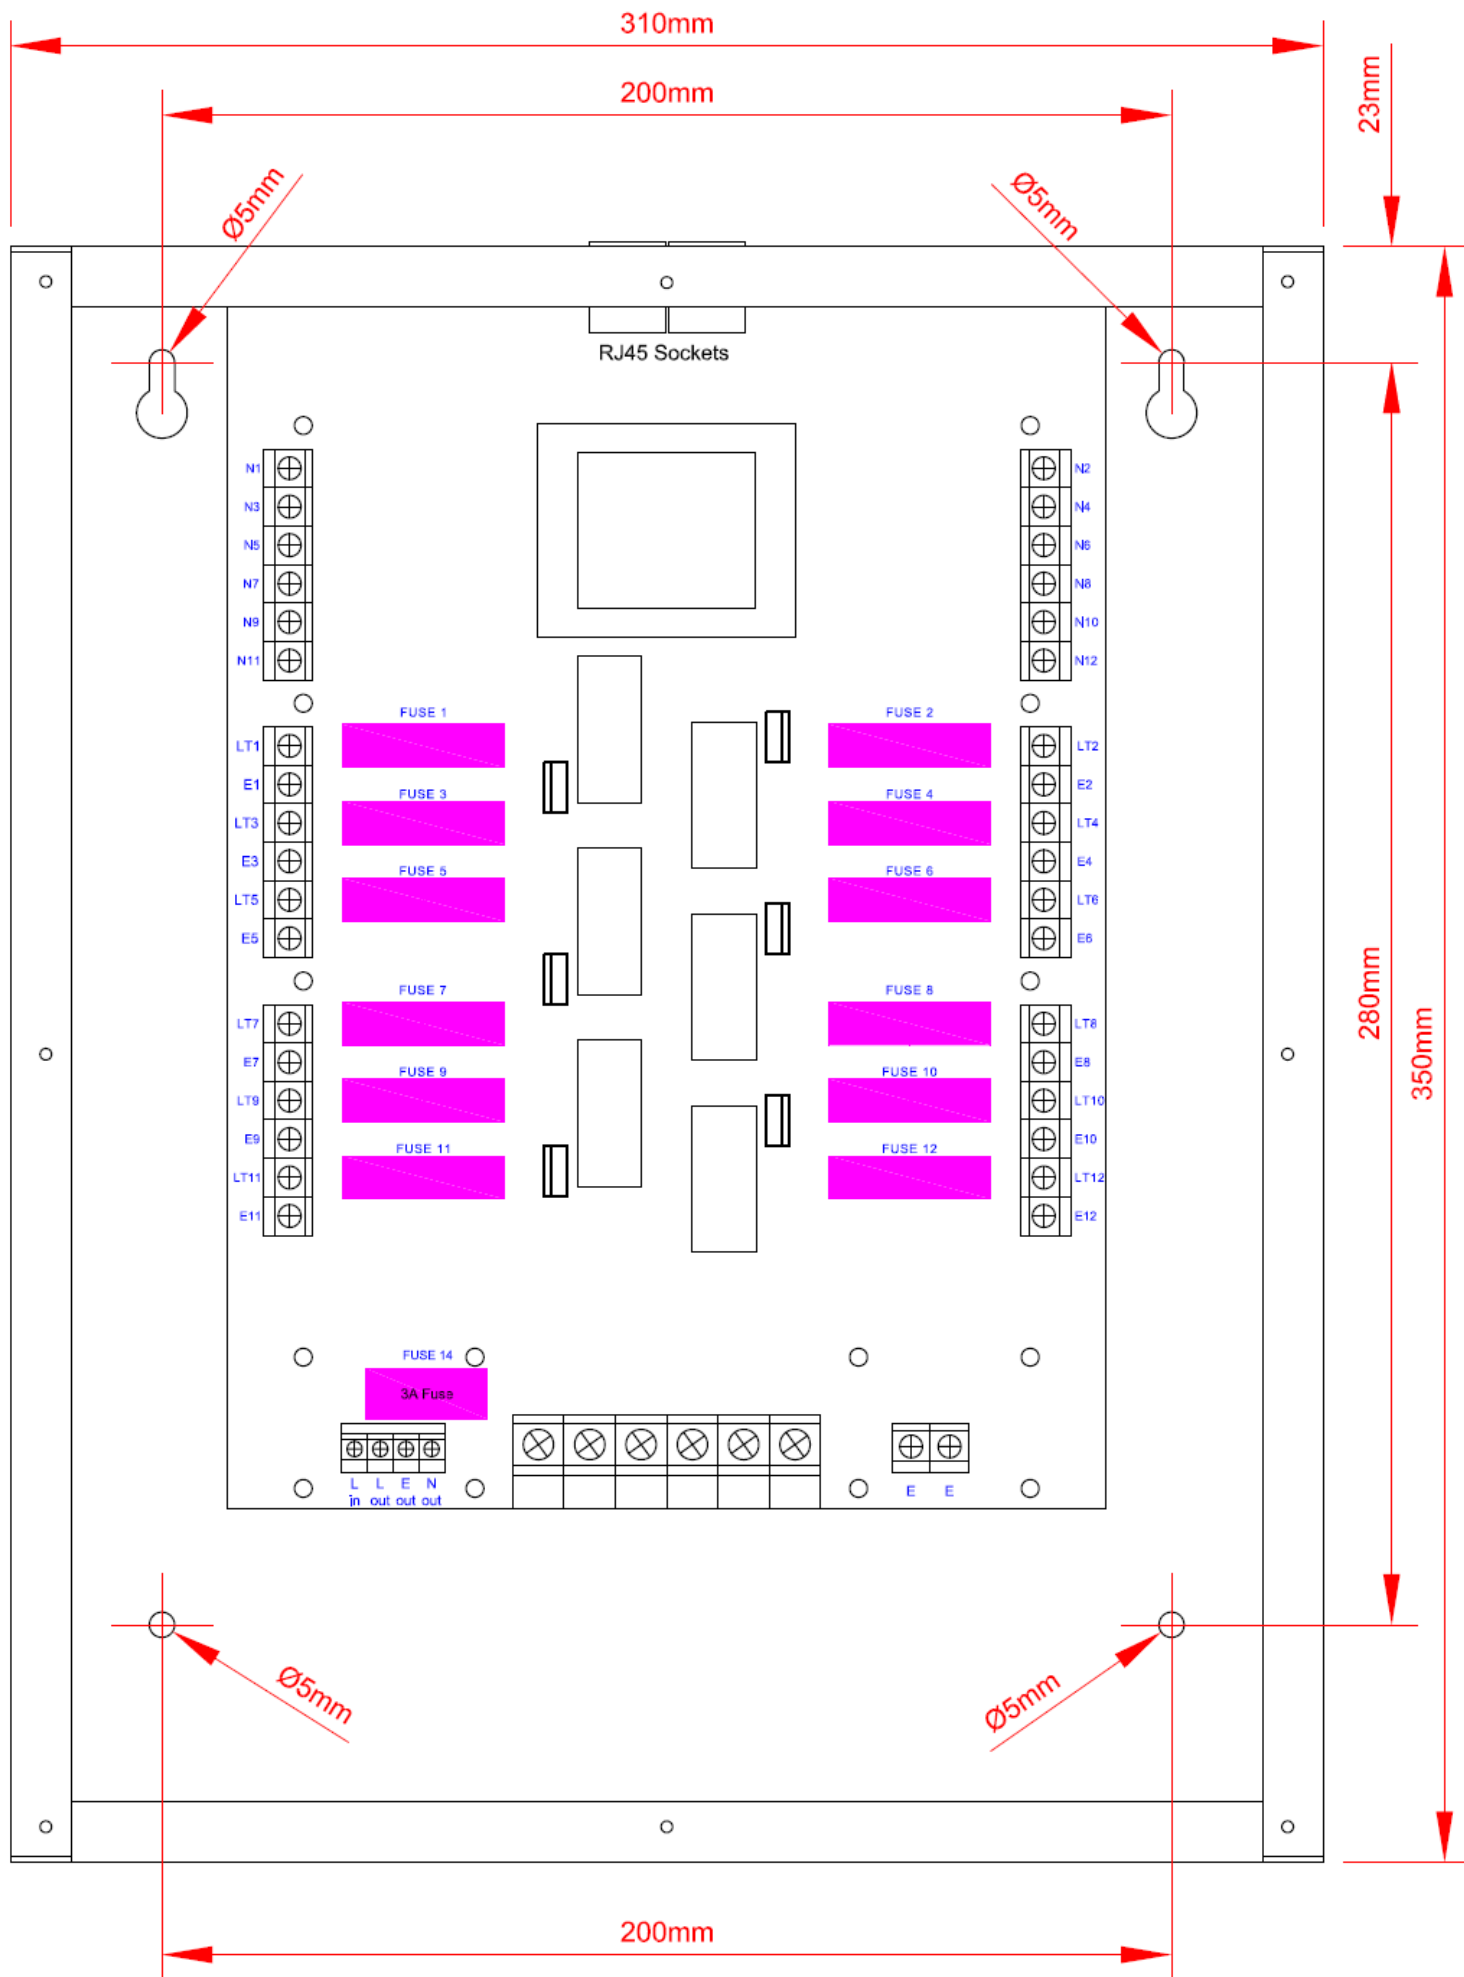 310mm
200mm
23mm
Ø5mm
Ø5mm
RJ45 Sockets
N1
N2
N3
N4
N5
N6
N7
N8
N9
N10
N11
N12
FUSE 1
FUSE 2
LT1
LT2
E1
E2
FUSE 3
FUSE 4
LT3
LT4
E3
E4
FUSE 5
FUSE 6
LT5
LT6
E5
E6
280mm
350mm
FUSE 7
FUSE 8
LT7
LT8
E7
E8
FUSE 9
FUSE 10
LT9
LT10
E9
E10
FUSE 11
FUSE 12
LT11
LT12
E11
E12
FUSE 14
3A Fuse
L L E N
in out out out
E E
Ø5mm
Ø5mm
200mm